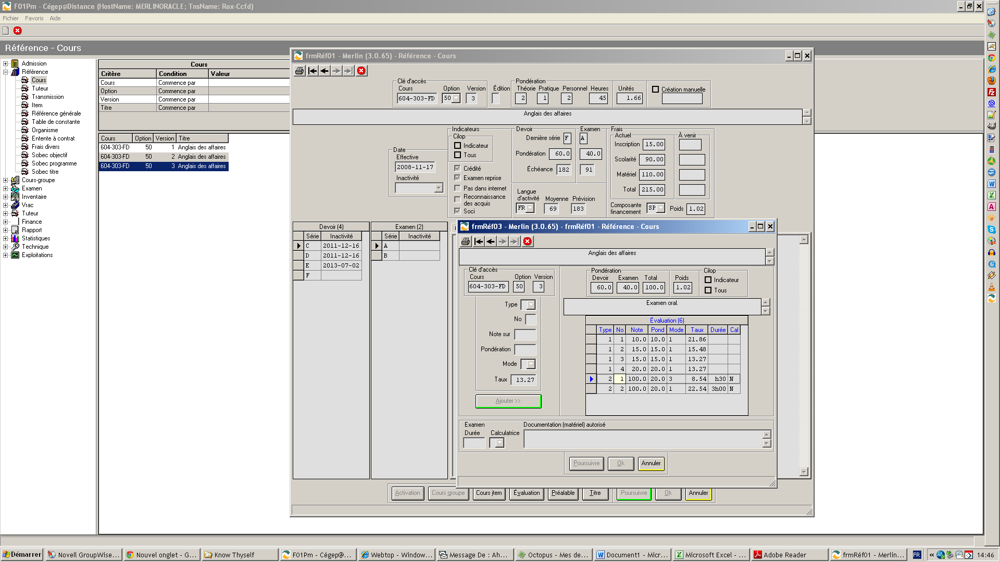 F01Pm - Cégep@Distance (HostName: MERLINORACLE; TnsName: Rox-Ccfd)
Fichier Favoris Aide
Référence - Cours
Admission
Référence
Cours
Tuteur
Transmission
Item
Référence générale
Table de constante
Organisme
Entente à contrat
Frais divers
Sobec objectif
Sobec programme
Sobec titre
Cours-groupe
Examen
Inventaire
Vrac
Tuteur
Finance
Rapport
Statistiques
Technique
Exploitations
Cours
Critère Condition Valeur
Cours Commence par
Option Commence par
Version Commence par
Titre Commence par
Cours Option Version Titre
604-303-FD 50 1 Anglais des affaires
604-303-FD 50 2 Anglais des affaires
604-303-FD 50 3 Anglais des affaires
frmRéf01 - Merlin (3.0.65) - Référence - Cours
Clé d'accès
Cours Option Version Édition
604-303-FD 50 3
Pondération
Théorie Pratique Personnel Heures Unités
2 1 2 45 1.66
Création manuelle
Anglais des affaires
Date
Effective
2008-11-17
Inactivité
Indicateurs
Cilop
Indicateur
Tous
Crédité
Examen reprise
Pas dans internet
Reconnaissance
des acquis
Soci
Devoir Examen
Dernière série F A
Pondération 60.0 40.0
Échéance 182 91
Langue
d'activité Moyenne Prévision
FR 69 183
Frais
Actuel À venir
Inscription 15.00
Scolarité 90.00
Matériel 110.00
Total 215.00
Composante
financement SP Poids 1.02
Devoir (4)
Série Inactivité
C 2011-12-16
D 2011-12-16
E 2013-07-02
F
Examen (2)
Série Inactivité
A
B
frmRéf03 - Merlin (3.0.65) - frmRéf01 - Référence - Cours
Anglais des affaires
Clé d'accès
Cours Option Version
604-303-FD 50 3
Type
No
Note sur
Pondération
Mode
Taux 13.27
Ajouter >>
Pondération
Devoir Examen Total Poids
60.0 40.0 100.0 1.02
Cilop
Indicateur
Tous
Examen oral.
Évaluation (6)
Type No Note Pond Mode Taux Durée Cal
1 1 10.0 10.0 1 21.86
1 2 15.0 15.0 1 15.48
1 3 15.0 15.0 1 13.27
1 4 20.0 20.0 1 13.27
2 1 100.0 20.0 3 8.54 h30 N
2 2 100.0 20.0 1 22.54 3h00 N
Examen
Durée Calculatrice
Documentation (matériel) autorisé
Poursuivre Ok Annuler
Activation Cours groupe Cours item Évaluation Préalable Titre Poursuivre Ok Annuler
Démarrer Novell GroupWise... Nouvel onglet - G... Know Thyself F01Pm - Cégep@... Webtop - Window... Message De : Ah... Octopus - Mes de... Document1 - Micr... Microsoft Excel - ... Adobe Reader frmRéf01 - Merlin... FR « 14:46